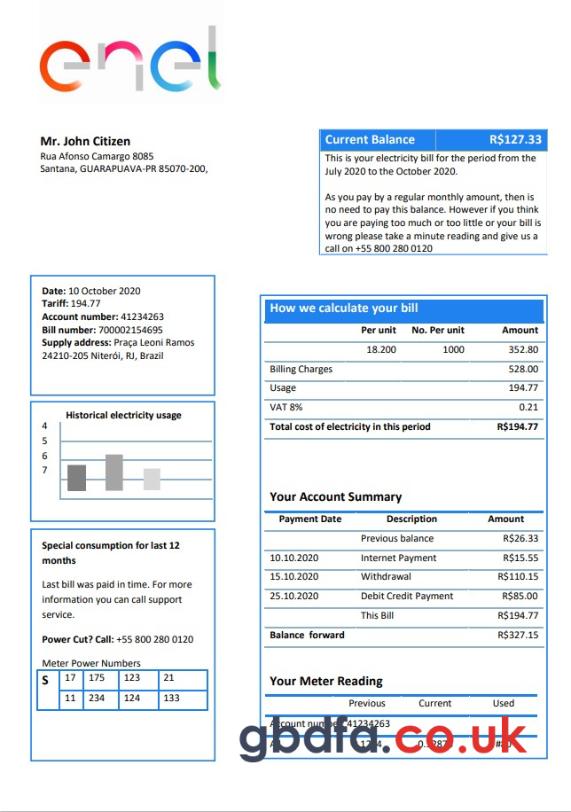 enel
Mr. John Citizen
Rua Afonso Camargo 8085
Santana, GUARAPUAVA-PR 85070-200,
Current Balance R$127.33
This is your electricity bill for the period from the
July 2020 to the October 2020.
As you pay by a regular monthly amount, then is
no need to pay this balance. However if you think
you are paying too much or too little or your bill is
wrong please take a minute reading and give us a
call on +55 800 280 0120
Date: 10 October 2020
Tariff: 194.77
Account number: 41234263
Bill number: 700002154695
Supply address: Praça Leoni Ramos
24210-205 Niterói, RJ, Brazil
Historical electricity usage
4
5
6
7
Special consumption for last 12
months
Last bill was paid in time. For more
information you can call support
service.
Power Cut? Call: +55 800 280 0120
Meter Power Numbers
S 17 175 123 21
11 234 124 133
How we calculate your bill
Per unit No. Per unit Amount
18.200 1000 352.80
Billing Charges 528.00
Usage 194.77
VAT 8% 0.21
Total cost of electricity in this period R$194.77
Your Account Summary
Payment Date Description Amount
Previous balance R$26.33
10.10.2020 Internet Payment R$15.55
15.10.2020 Withdrawal R$110.15
25.10.2020 Debit Credit Payment R$85.00
This Bill R$194.77
Balance forward R$327.15
Your Meter Reading
Previous Current Used
Account number 41234263
gbdfa.co.uk